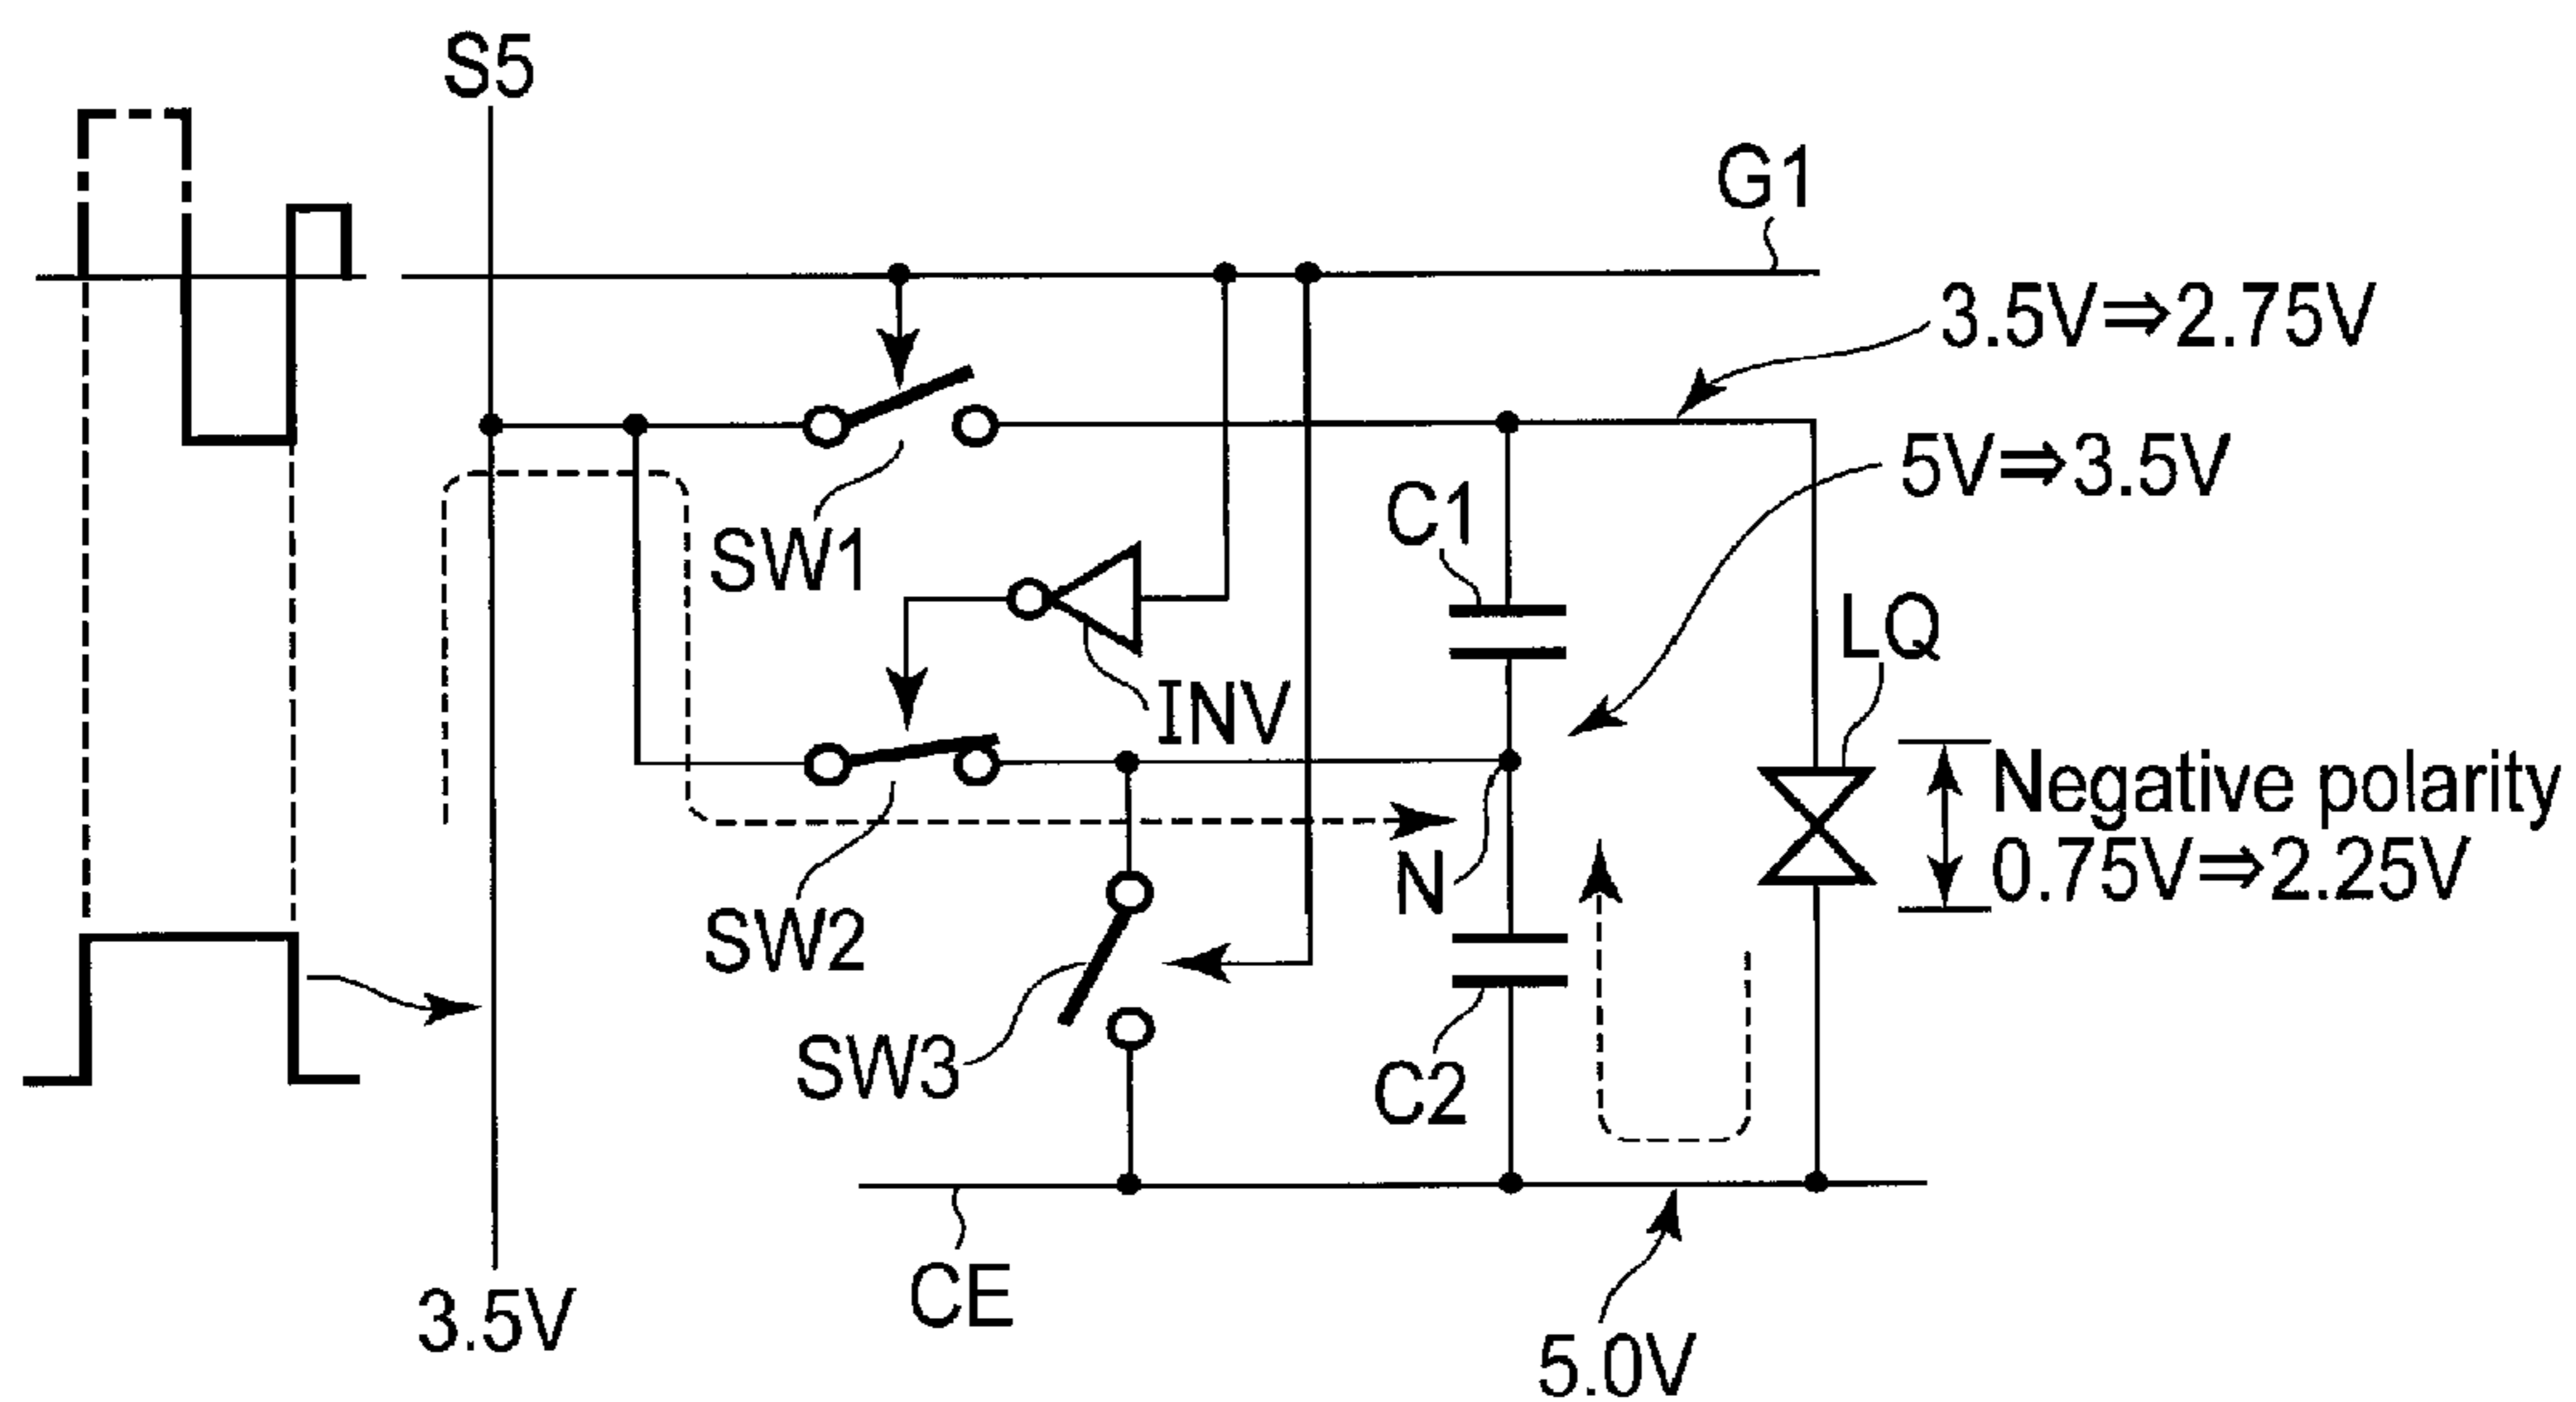 S5
G1
3.5V⇒2.75V
5V⇒3.5V
C1
SW1
LQ
INV
Negative polarity
0.75V⇒2.25V
N
SW2
SW3
C2
CE
3.5V
5.0V